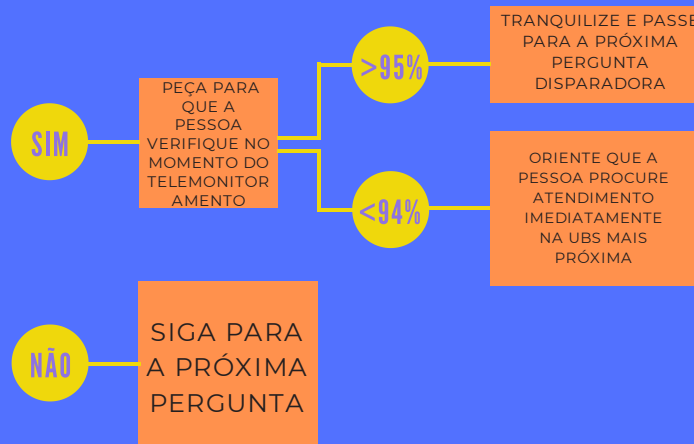 SIM
PEÇA PARA
QUE A
PESSOA
VERIFIQUE NO
MOMENTO DO
TELEMONITOR
AMENTO
>95%
TRANQUILIZE E PASSE
PARA A PRÓXIMA
PERGUNTA
DISPARADORA
<94%
ORIENTE QUE A
PESSOA PROCURE
ATENDIMENTO
IMEDIATAMENTE
NA UBS MAIS
PRÓXIMA
NÃO
SIGA PARA
A PRÓXIMA
PERGUNTA